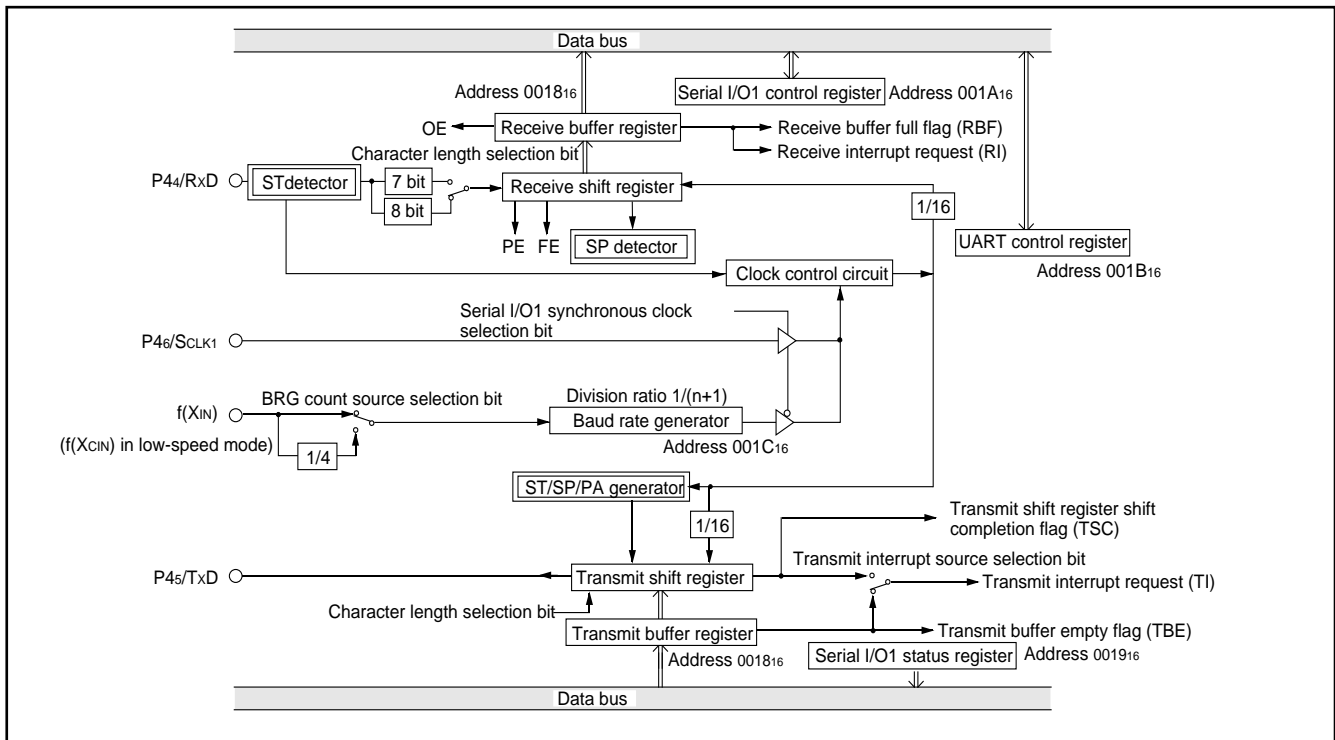 Data bus
Address 0018₁₆
Serial I/O1 control register
Address 001A₁₆
OE
Receive buffer register
Receive buffer full flag (RBF)
Receive interrupt request (RI)
Character length selection bit
P4₄/RxD
STdetector
7 bit
8 bit
Receive shift register
1/16
PE
FE
SP detector
UART control register
Address 001B₁₆
Clock control circuit
Serial I/O1 synchronous clock
selection bit
P4₆/SCLK1
BRG count source selection bit
Division ratio 1/(n+1)
f(XIN)
Baud rate generator
Address 001C₁₆
(f(XCIN) in low-speed mode)
1/4
ST/SP/PA generator
1/16
Transmit shift register shift
completion flag (TSC)
Transmit interrupt source selection bit
P4₅/TxD
Transmit shift register
Transmit interrupt request (TI)
Character length selection bit
Transmit buffer register
Transmit buffer empty flag (TBE)
Address 0018₁₆
Serial I/O1 status register
Address 0019₁₆
Data bus